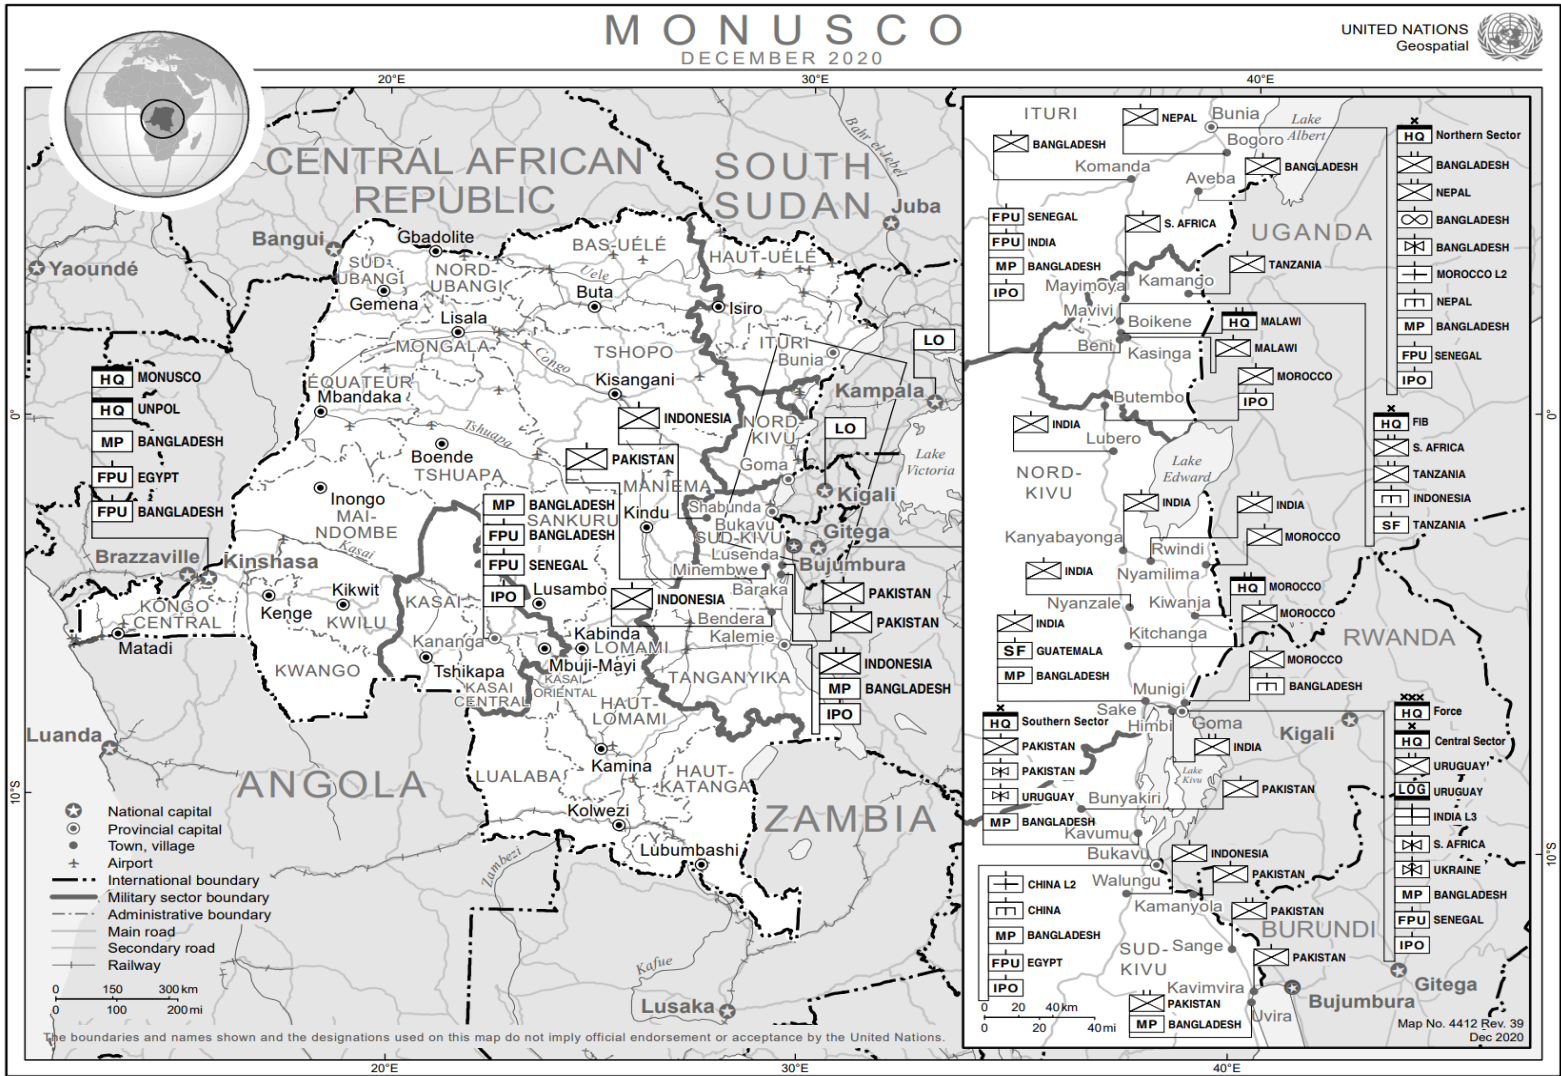 MONUSCO
DECEMBER 2020
UNITED NATIONS
Geospatial
20°E
30°E
40°E
CENTRAL AFRICAN
REPUBLIC
SOUTH
SUDAN
Bahr el Jebel
Juba
Bangui
Yaoundé
Gbadolite
BAS-UÉLÉ
HAUT-UÉLÉ
SUD-
UBANGI
NORD-
UBANGI
Uele
Gemena
Buta
Isiro
Lisala
MONGALA
Congo
TSHOPO
ITURI
Bunia
LO
ÉQUATEUR
Mbandaka
Kisangani
Kampala
0°
HQ MONUSCO
HQ UNPOL
MP BANGLADESH
FPU EGYPT
FPU BANGLADESH
INDONESIA
NORD-
KIVU
LO
Tshuapa
Boende
TSHUAPA
PAKISTAN
MANIEMA
Goma
Lake
Victoria
Kigali
Inongo
MAI-
NDOMBE
MP BANGLADESH
SANKURU
FPU BANGLADESH
FPU SENEGAL
IPO
Kindu
Shabunda
Bukavu
SUD-KIVU
Gitega
Lusenda
Bujumbura
Minembwe
Baraka
Brazzaville
Kinshasa
Kasai
Kikwit
Kenge
KWILU
KASAI
Lusambo
INDONESIA
PAKISTAN
PAKISTAN
KONGO
CENTRAL
Matadi
Kananga
Kabinda
LOMAMI
Bendera
Kalemie
KWANGO
Tshikapa
Mbuji-Mayi
KASAI
CENTRAL
KASAI
ORIENTAL
TANGANYIKA
INDONESIA
MP BANGLADESH
IPO
HAUT-
LOMAMI
Luanda
ANGOLA
LUALABA
Kamina
HAUT-
KATANGA
10°S
Kolwezi
ZAMBIA
Lubumbashi
Zambezi
Kafue
Lusaka
National capital
Provincial capital
Town, village
Airport
International boundary
Military sector boundary
Administrative boundary
Main road
Secondary road
Railway
0 150 300 km
0 100 200 mi
The boundaries and names shown and the designations used on this map do not imply official endorsement or acceptance by the United Nations.
20°E
30°E
40°E
ITURI
NEPAL
Bunia
Lake
Albert
BANGLADESH
Bogoro
Komanda
BANGLADESH
Aveba
FPU SENEGAL
FPU INDIA
MP BANGLADESH
IPO
S. AFRICA
UGANDA
TANZANIA
Mayimoya
Kamango
Mavivi
Boikene
HQ MALAWI
Beni
Kasinga
MALAWI
MOROCCO
Butembo
IPO
INDIA
Lubero
NORD-
KIVU
Lake
Edward
INDIA
INDIA
Kanyabayonga
Rwindi
MOROCCO
INDIA
Nyamilima
HQ MOROCCO
Nyanzale
Kiwanja
MOROCCO
INDIA
Kitchanga
RWANDA
SF GUATEMALA
MP BANGLADESH
MOROCCO
BANGLADESH
Munigi
Sake
Himbi
Goma
Kigali
HQ Southern Sector
PAKISTAN
PAKISTAN
URUGUAY
MP BANGLADESH
INDIA
Lake
Kivu
Bunyakiri
PAKISTAN
Kavumu
Bukavu
INDONESIA
Walungu
PAKISTAN
Kamanyola
PAKISTAN
CHINA L2
CHINA
MP BANGLADESH
FPU EGYPT
IPO
BURUNDI
SUD-
KIVU
Sange
PAKISTAN
Kavimvira
PAKISTAN
MP BANGLADESH
Uvira
Bujumbura
Gitega
0 20 40 km
0 20 40 mi
HQ Northern Sector
BANGLADESH
NEPAL
BANGLADESH
BANGLADESH
MOROCCO L2
NEPAL
MP BANGLADESH
FPU SENEGAL
IPO
0°
HQ FIB
S. AFRICA
TANZANIA
INDONESIA
SF TANZANIA
HQ Force
HQ Central Sector
URUGUAY
LOG URUGUAY
INDIA L3
S. AFRICA
UKRAINE
MP BANGLADESH
FPU SENEGAL
IPO
10°S
Map No. 4412 Rev. 39
Dec 2020